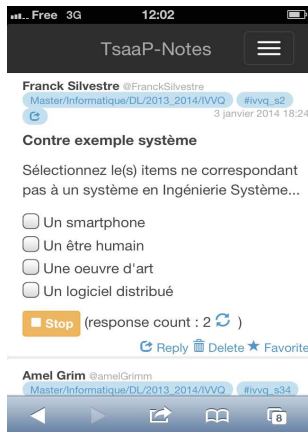 Free 3G 12:02
TsaaP-Notes
Franck Silvestre @FranckSilvestre
Master/Informatique/DL/2013_2014/IVVQ #ivvq_s2
3 janvier 2014 18:24
Contre exemple système
Sélectionnez le(s) items ne correspondant
pas à un système en Ingénierie Système...
Un smartphone
Un être humain
Une oeuvre d'art
Un logiciel distribué
Stop (response count : 2 )
Reply Delete Favorite
Amel Grim @amelGrimm
Master/Informatique/DL/2013_2014/IVVQ #ivvq_s34
8